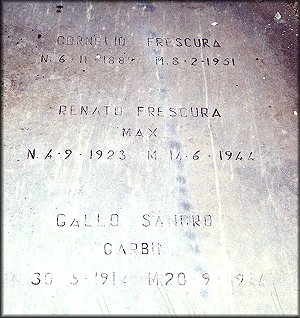 CORNELIO FRESCURA
N. 6-11-1887 M. 8-2-1951
RENATO FRESCURA
MAX
N. 4-9-1923 M. 14-6-1944
GALLO SANDRO
GARBIN
30 5 1914 M. 20 9